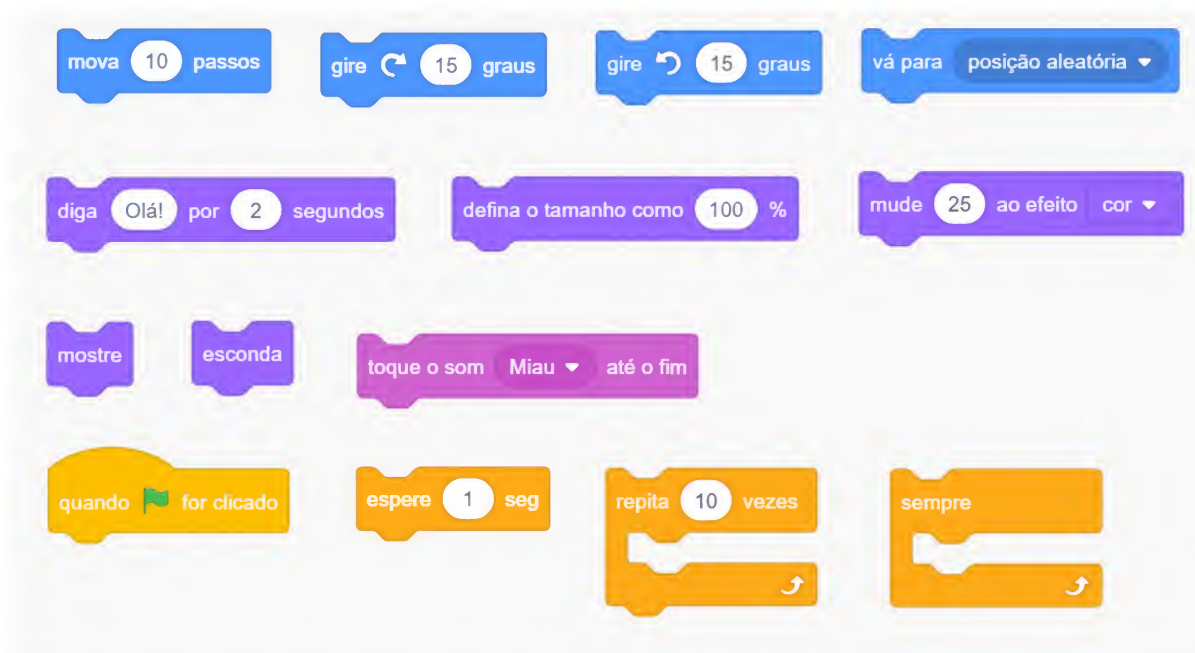 mova 10 passos
gire 15 graus
gire 15 graus
vá para posição aleatória
diga Olá! por 2 segundos
defina o tamanho como 100 %
mude 25 ao efeito cor
mostre
esconda
toque o som Miau até o fim
quando for clicado
espere 1 seg
repita 10 vezes
sempre